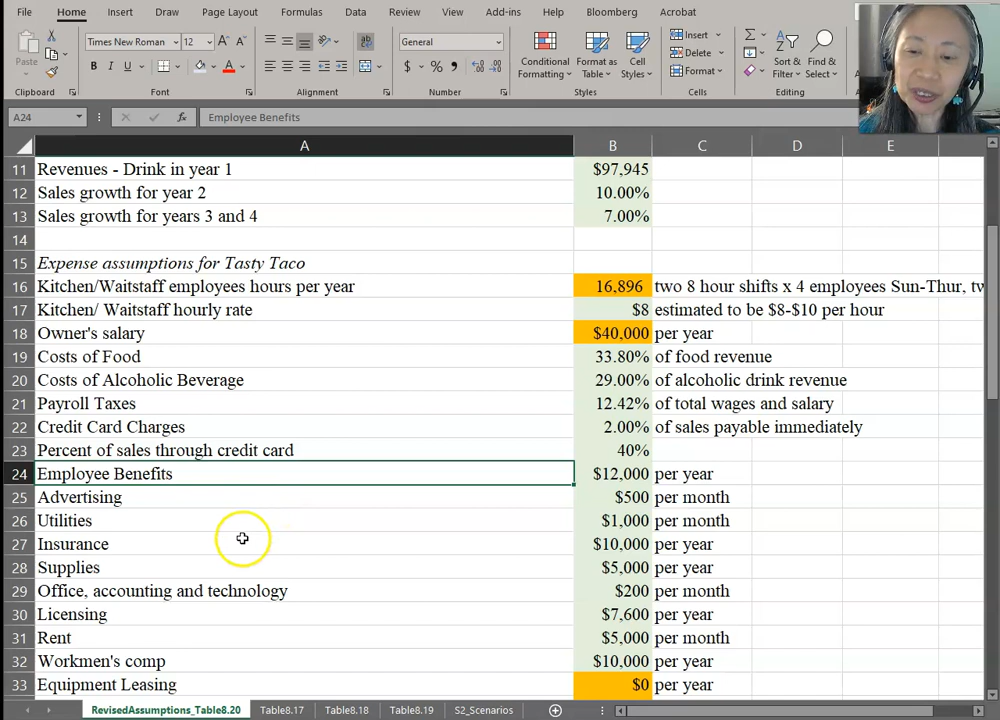 File Home Insert Draw Page Layout Formulas Data Review View Add-ins Help Bloomberg Acrobat
Times New Roman 12 General Insert
Paste B I U $ % Conditional Formatting Format as Table Cell Styles Delete Sort & Filter Find & Select
Format
Clipboard Font Alignment Number Styles Cells Editing
A24 fx Employee Benefits
A B C D E
11 Revenues - Drink in year 1 $97,945
12 Sales growth for year 2 10.00%
13 Sales growth for years 3 and 4 7.00%
14
15 Expense assumptions for Tasty Taco
16 Kitchen/Waitstaff employees hours per year 16,896 two 8 hour shifts x 4 employees Sun-Thur, tw
17 Kitchen/ Waitstaff hourly rate $8 estimated to be $8-$10 per hour
18 Owner's salary $40,000 per year
19 Costs of Food 33.80% of food revenue
20 Costs of Alcoholic Beverage 29.00% of alcoholic drink revenue
21 Payroll Taxes 12.42% of total wages and salary
22 Credit Card Charges 2.00% of sales payable immediately
23 Percent of sales through credit card 40%
24 Employee Benefits $12,000 per year
25 Advertising $500 per month
26 Utilities $1,000 per month
27 Insurance $10,000 per year
28 Supplies $5,000 per year
29 Office, accounting and technology $200 per month
30 Licensing $7,600 per year
31 Rent $5,000 per month
32 Workmen's comp $10,000 per year
33 Equipment Leasing $0 per year
RevisedAssumptions_Table8.20 Table8.17 Table8.18 Table8.19 S2_Scenarios